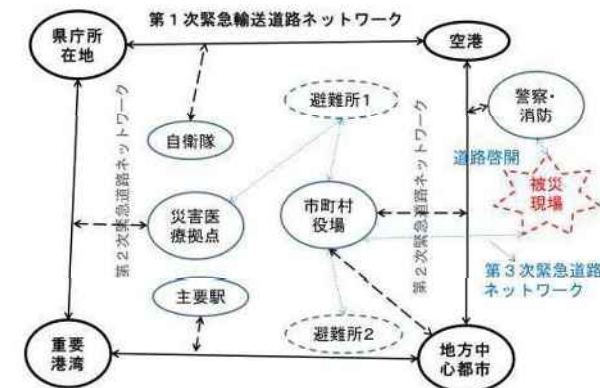 第１次緊急輸送道路ネットワーク
県庁所
在地
空港
避難所1
警察・
消防
自衛隊
第２次緊急道路ネットワーク
第２次緊急道路ネットワーク
道路啓開
被災
現場
災害医
療拠点
市町村
役場
第３次緊急道路
ネットワーク
主要駅
避難所2
重要
港湾
地方中
心都市